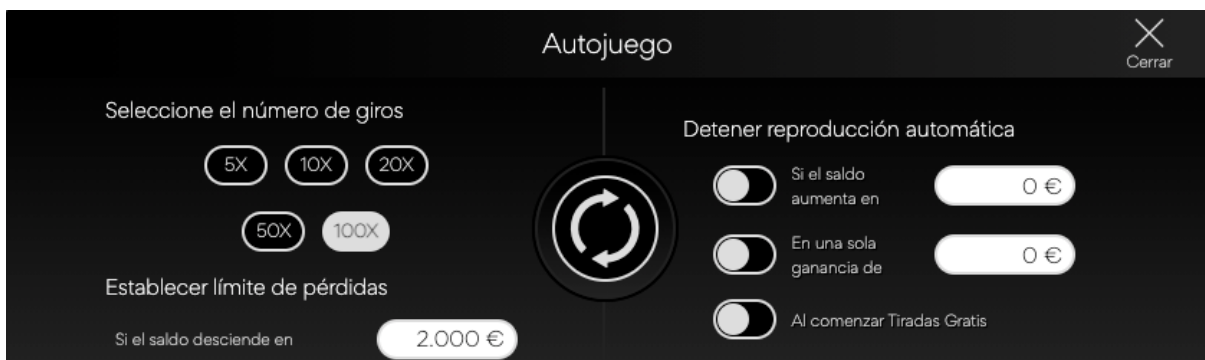 Autojuego
Cerrar
Seleccione el número de giros
5X 10X 20X
50X 100X
Establecer límite de pérdidas
Si el saldo desciende en 2.000 €
Detener reproducción automática
Si el saldo
aumenta en
0 €
En una sola
ganancia de
0 €
Al comenzar Tiradas Gratis